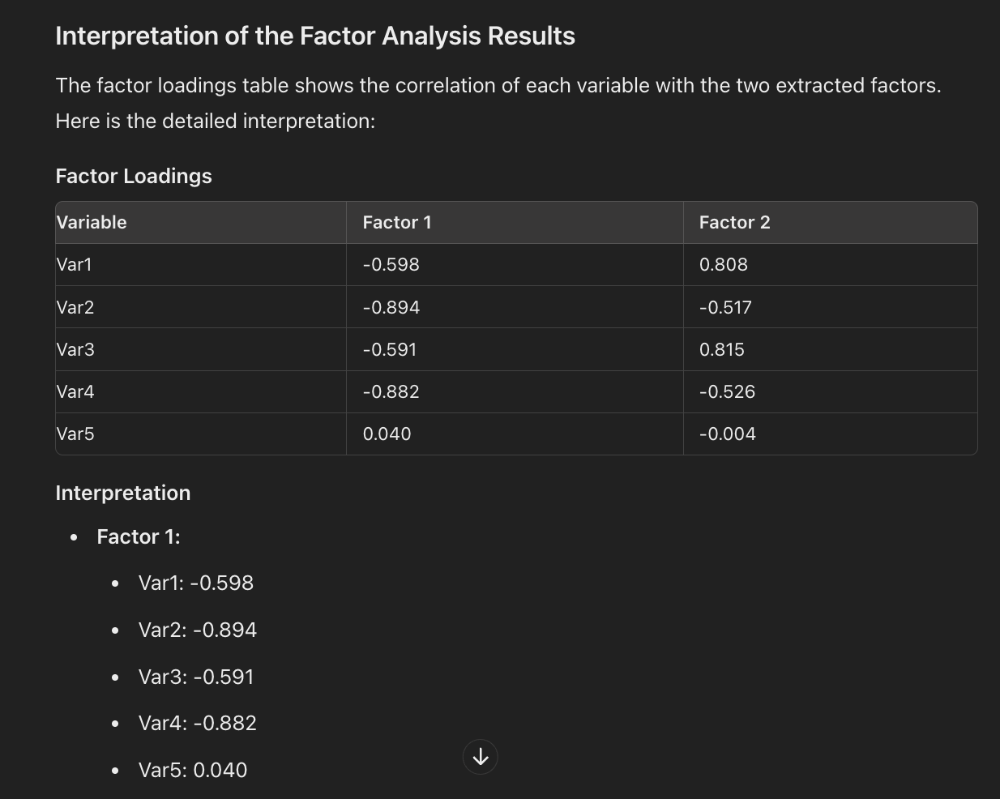 Interpretation of the Factor Analysis Results
The factor loadings table shows the correlation of each variable with the two extracted factors.
Here is the detailed interpretation:
Factor Loadings
Variable Factor 1 Factor 2
Var1 -0.598 0.808
Var2 -0.894 -0.517
Var3 -0.591 0.815
Var4 -0.882 -0.526
Var5 0.040 -0.004
Interpretation
• Factor 1:
• Var1: -0.598
• Var2: -0.894
• Var3: -0.591
• Var4: -0.882
• Var5: 0.040